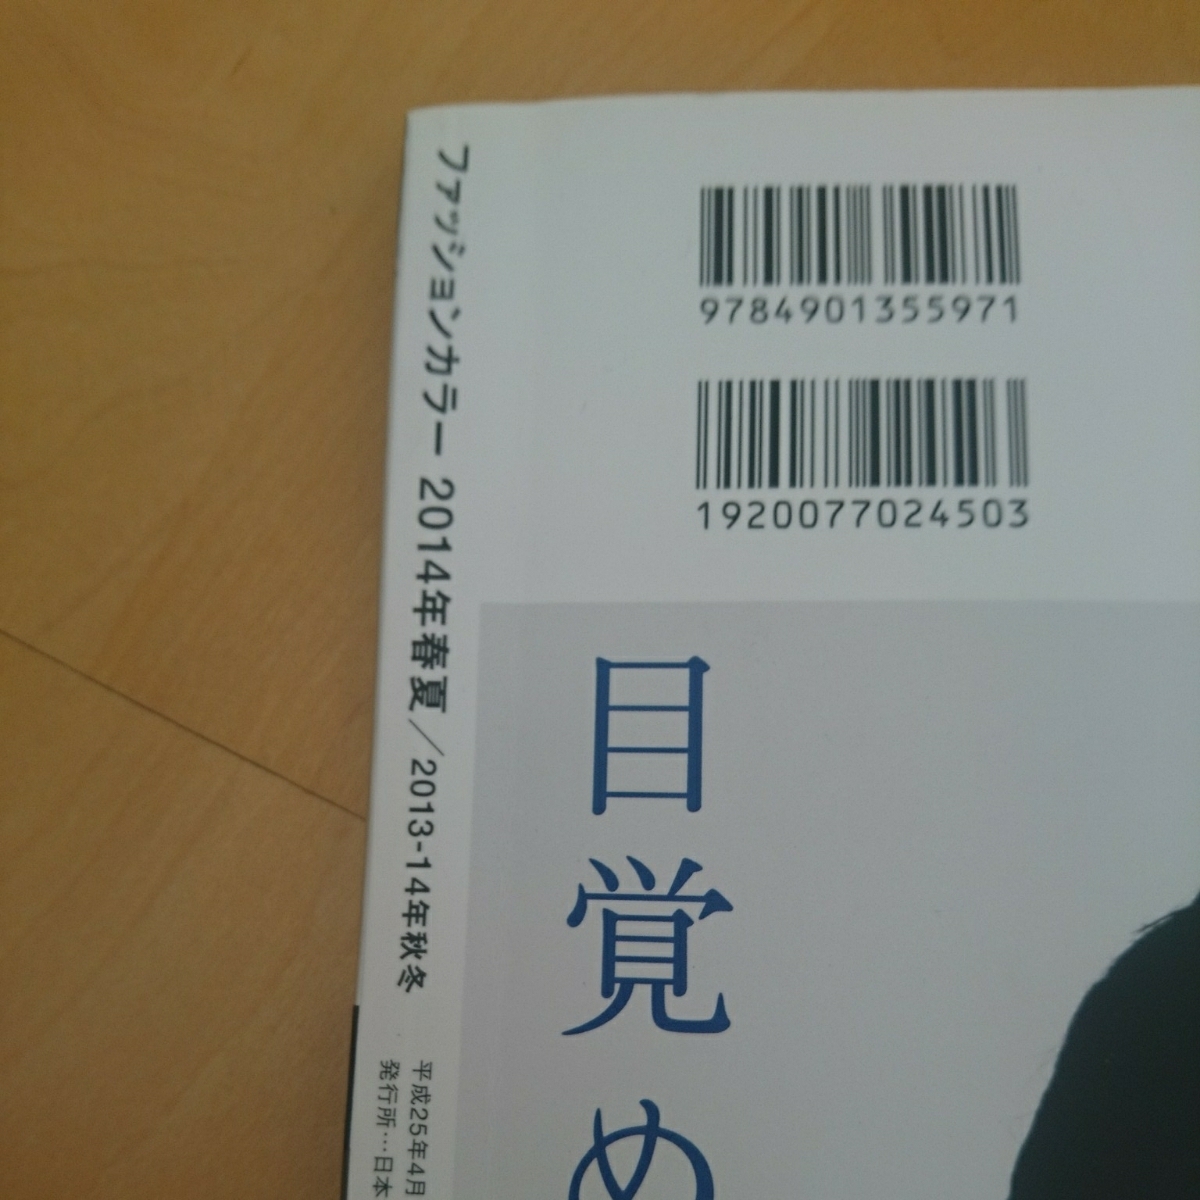 ファッションカラー 2014年春夏／2013-14年秋冬
平成25年4月
発行所…日本
9784901355971
1920077024503
目覚め